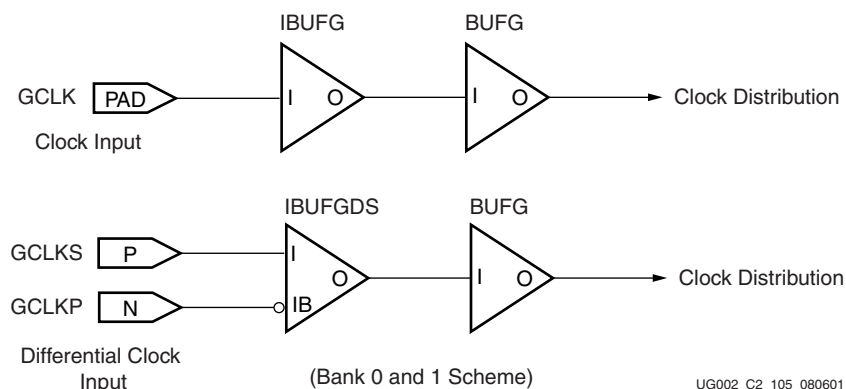 IBUFG BUFG
GCLK PAD I O I O Clock Distribution
Clock Input
IBUFGDS BUFG
GCLKS P I
O I O Clock Distribution
GCLKP N IB
Differential Clock
Input
(Bank 0 and 1 Scheme)
UG002_C2_105_080601